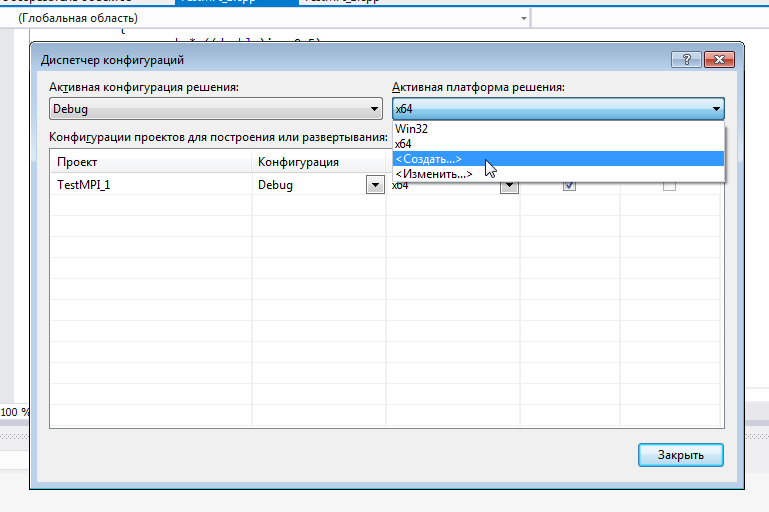 (Глобальная область)
Диспетчер конфигураций
Активная конфигурация решения:
Активная платформа решения:
Debug
x64
Win32
x64
<Создать...>
<Изменить...>
Конфигурации проектов для построения или развертывания:
Проект
Конфигурация
TestMPI_1
Debug
x64
100 %
Закрыть